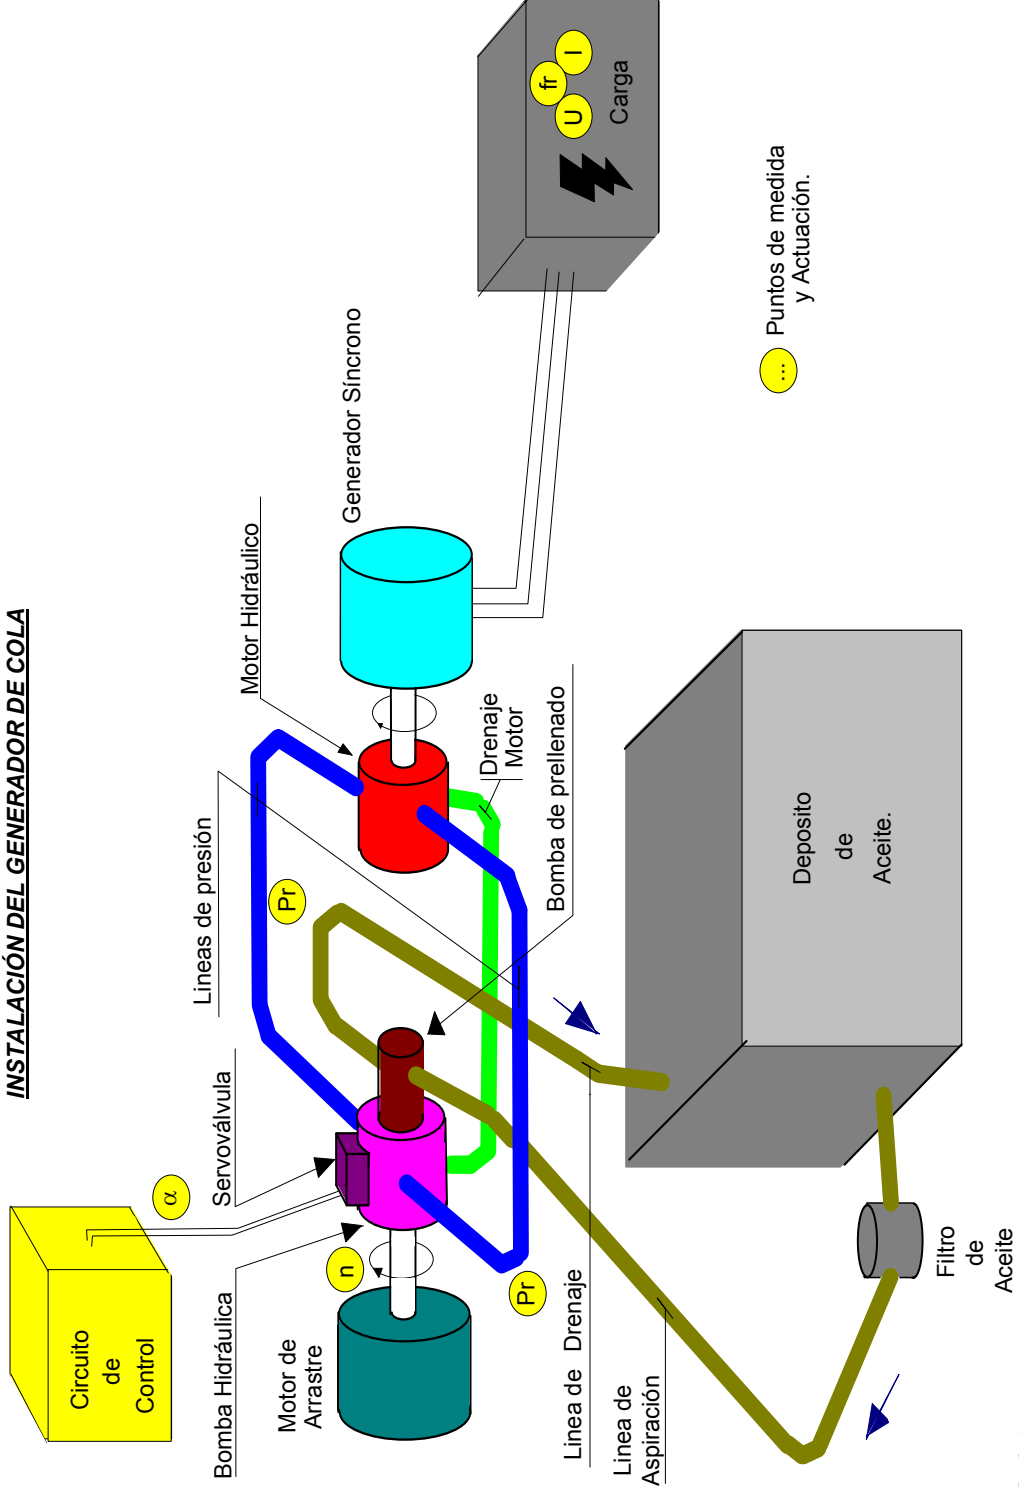 INSTALACIÓN DEL GENERADOR DE COLA
Circuito
de
Control
α
Servoválvula
Lineas de presión
Pr
Motor Hidráulico
Generador Síncrono
U
fr
I
Carga
Bomba Hidráulica
n
Motor de
Arrastre
Pr
Drenaje
Motor
Bomba de prellenado
Linea de Drenaje
Linea de
Aspiración
Deposito
de
Aceite.
Filtro
de
Aceite
...
Puntos de medida
y Actuación.